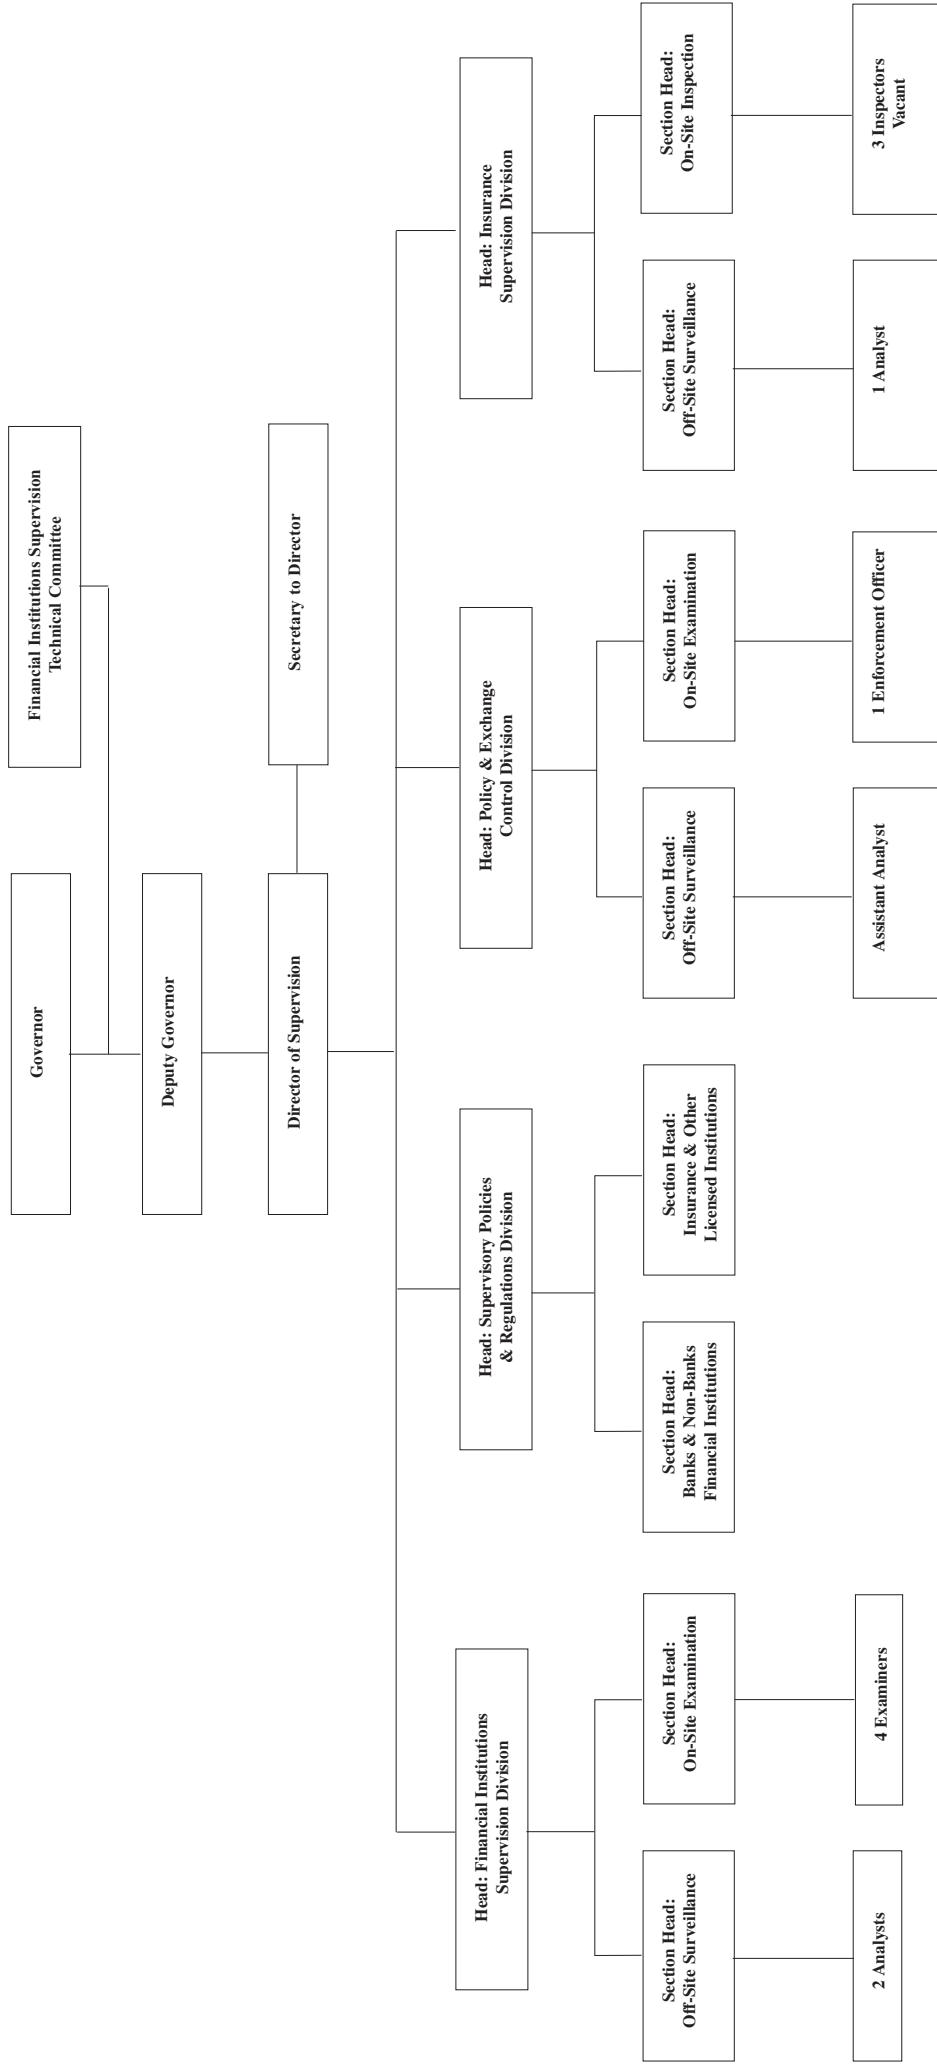 Governor
Financial Institutions Supervision
Technical Committee
Deputy Governor
Director of Supervision
Secretary to Director
Head: Financial Institutions
Supervision Division
Head: Supervisory Policies
& Regulations Division
Head: Policy & Exchange
Control Division
Head: Insurance
Supervision Division
Section Head:
Off-Site Surveillance
Section Head:
On-Site Examination
Section Head:
Banks & Non-Banks
Financial Institutions
Section Head:
Insurance & Other
Licensed Institutions
Section Head:
Off-Site Surveillance
Section Head:
On-Site Examination
Section Head:
Off-Site Surveillance
Section Head:
On-Site Inspection
2 Analysts
4 Examiners
Assistant Analyst
1 Enforcement Officer
1 Analyst
3 Inspectors
Vacant